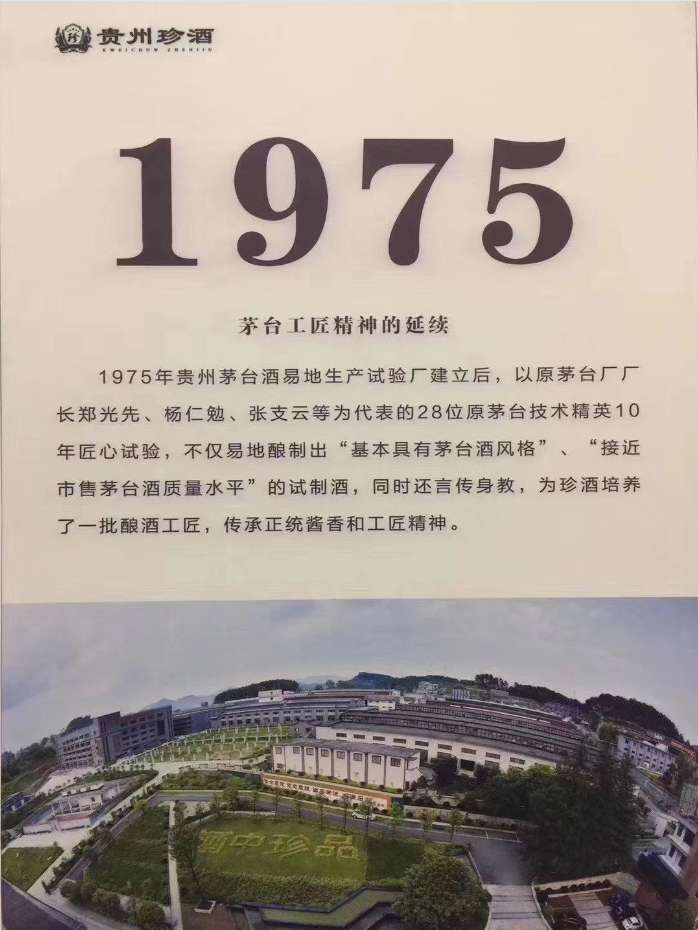 贵州珍酒
KWEICHOW ZHENJIU
1975
茅台工匠精神的延续
1975年贵州茅台酒易地生产试验厂建立后，以原茅台厂厂
长郑光先、杨仁勉、张支云等为代表的28位原茅台技术精英10
年匠心试验，不仅易地酿制出“基本具有茅台酒风格”、“接近
市售茅台酒质量水平”的试制酒，同时还言传身教，为珍酒培养
了一批酿酒工匠，传承正统酱香和工匠精神。
酒中珍品